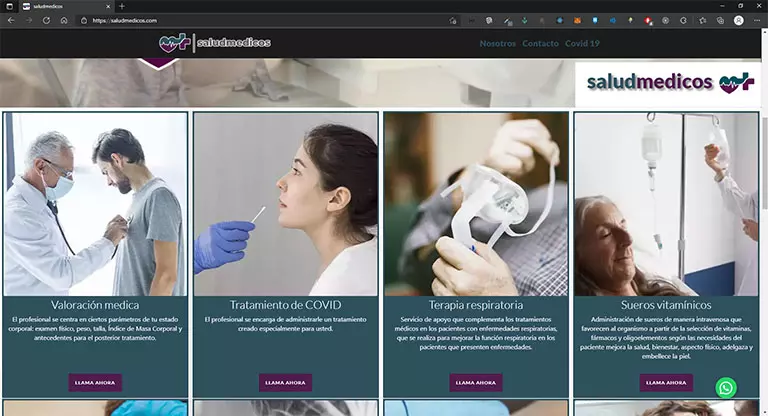 saludmedicos
https://saludmedicos.com
saludmedicos
Nosotros Contacto Covid 19
saludmedicos
Valoración medica
El profesional se centra en ciertos parámetros de tu estado
corporal: examen físico, peso, talla, Índice de Masa Corporal y
antecedentes para el posterior tratamiento.
LLAMA AHORA
Tratamiento de COVID
El profesional se encarga de administrarle un tratamiento
creado especialmente para usted.
LLAMA AHORA
Terapia respiratoria
Servicio de apoyo que complementa los tratamientos
médicos en los pacientes con enfermedades respiratorias,
que se realiza para mejorar la función respiratoria en los
pacientes que presenten enfermedades.
LLAMA AHORA
Sueros vitamínicos
Administración de sueros de manera intravenosa que
favorecen al organismo a partir de la selección de vitaminas,
fármacos y oligoelementos según las necesidades del
paciente mejora la salud, bienestar, aspecto físico, adelgaza y
embellece la piel.
LLAMA AHORA